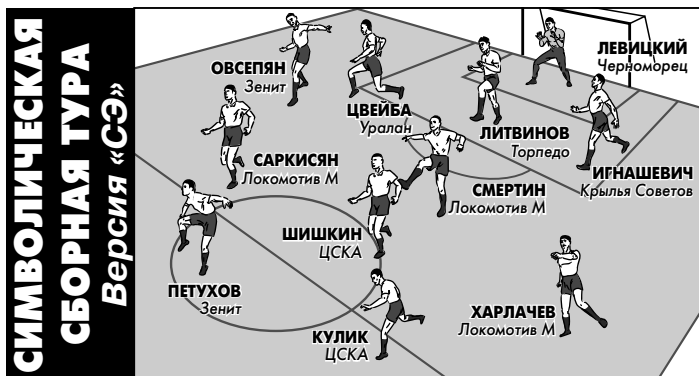 СИМВОЛИЧЕСКАЯ
СБОРНАЯ ТУРА
Версия «СЭ»
ЛЕВИЦКИЙ
Черноморец
ОВСЕПЯН
Зенит
ЦВЕЙБА
Уралан
ЛИТВИНОВ
Торпедо
ИГНАШЕВИЧ
Крылья Советов
САРКИСЯН
Локомотив М
СМЕРТИН
Локомотив М
ШИШКИН
ЦСКА
ПЕТУХОВ
Зенит
ХАРЛАЧЕВ
Локомотив М
КУЛИК
ЦСКА